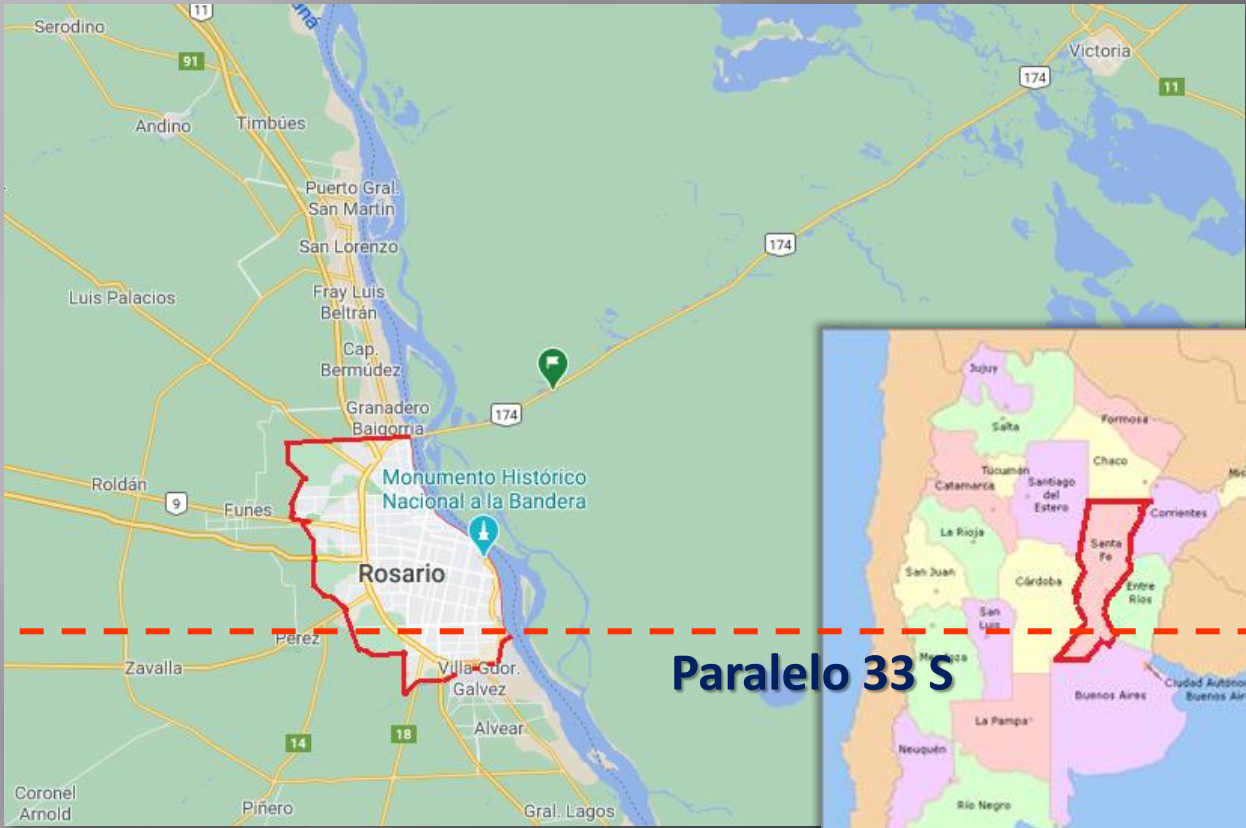 11
Serodino
91
Victoria
174
11
Andino
Timbúes
Puerto Gral.
San Martin
174
San Lorenzo
Luis Palacios
Fray Luis
Beltrán
Cap.
Bermúdez
Granadero
Baigorria
174
Monumento Histórico
Nacional a la Bandera
Roldán
9
Funes
Rosario
Pérez
Zavalla
Villa Gdor.
Galvez
Paralelo 33 S
Alvear
18
14
Coronel
Arnold
Piñero
Gral. Lagos
Jujuy
Salta
Formosa
Chaco
Tucumán
Catamarca
Santiago
del
Estero
Corrientes
La Rioja
Santa
Fe
San Juan
Córdoba
Entre
Ríos
San
Luis
Mendoza
Buenos Aires
La Pampa
Neuquén
Río Negro